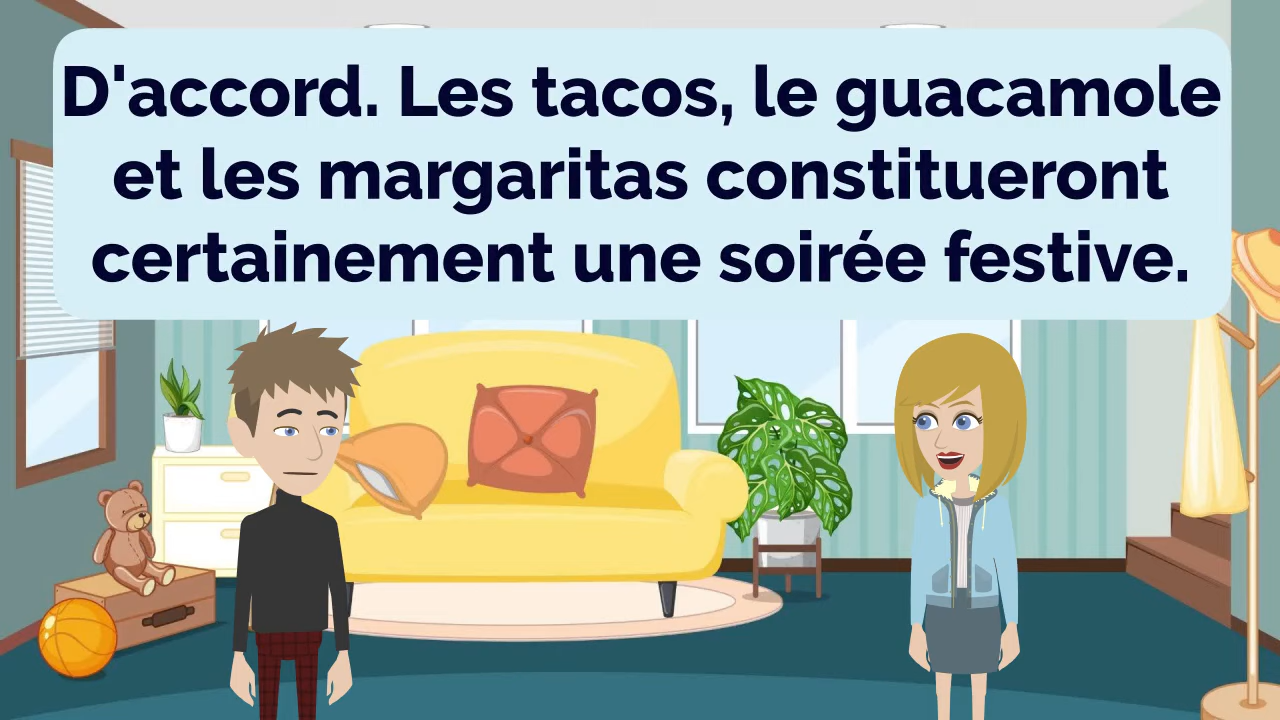 D'accord. Les tacos, le guacamole
et les margaritas constitueront
certainement une soirée festive.